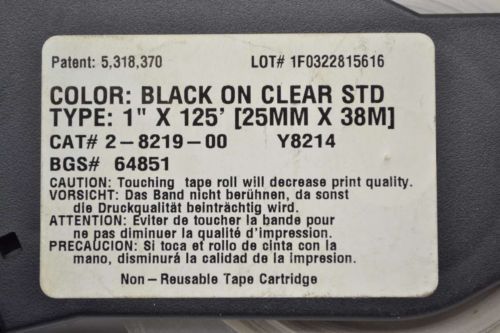 Patent: 5,318,370 LOT# 1F0322815616
COLOR: BLACK ON CLEAR STD
TYPE: 1" X 125' [25MM X 38M]
CAT# 2-8219-00 Y8214
BGS# 64851
CAUTION: Touching tape roll will decrease print quality.
VORSICHT: Das Band nicht berühnen, da sonst
die Druckqualität beinträchtig wird.
ATTENTION: Eviter de toucher la bande pour
ne pas diminuer la qualité d'impression.
PRECAUCION: Si toca et rollo de cinta con la
mano, disminurá la calidad de la impresion.
Non-Reusable Tape Cartridge